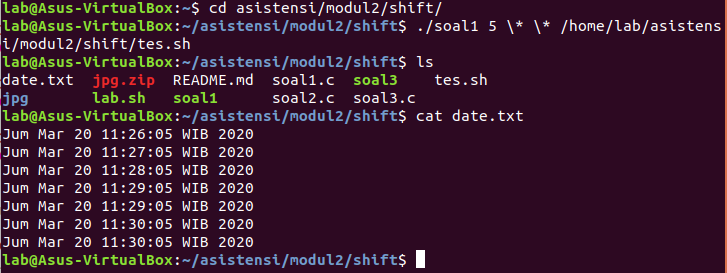 lab@Asus-VirtualBox:~$ cd asistensi/modul2/shift/
lab@Asus-VirtualBox:~/asistensi/modul2/shift$ ./soal1 5 \* \* /home/lab/asistens
i/modul2/shift/tes.sh
lab@Asus-VirtualBox:~/asistensi/modul2/shift$ ls
date.txt  jpg.zip  README.md  soal1.c  soal3    tes.sh
jpg       lab.sh   soal1      soal2.c  soal3.c
lab@Asus-VirtualBox:~/asistensi/modul2/shift$ cat date.txt
Jum Mar 20 11:26:05 WIB 2020
Jum Mar 20 11:27:05 WIB 2020
Jum Mar 20 11:28:05 WIB 2020
Jum Mar 20 11:29:05 WIB 2020
Jum Mar 20 11:29:05 WIB 2020
Jum Mar 20 11:30:05 WIB 2020
Jum Mar 20 11:30:05 WIB 2020
lab@Asus-VirtualBox:~/asistensi/modul2/shift$